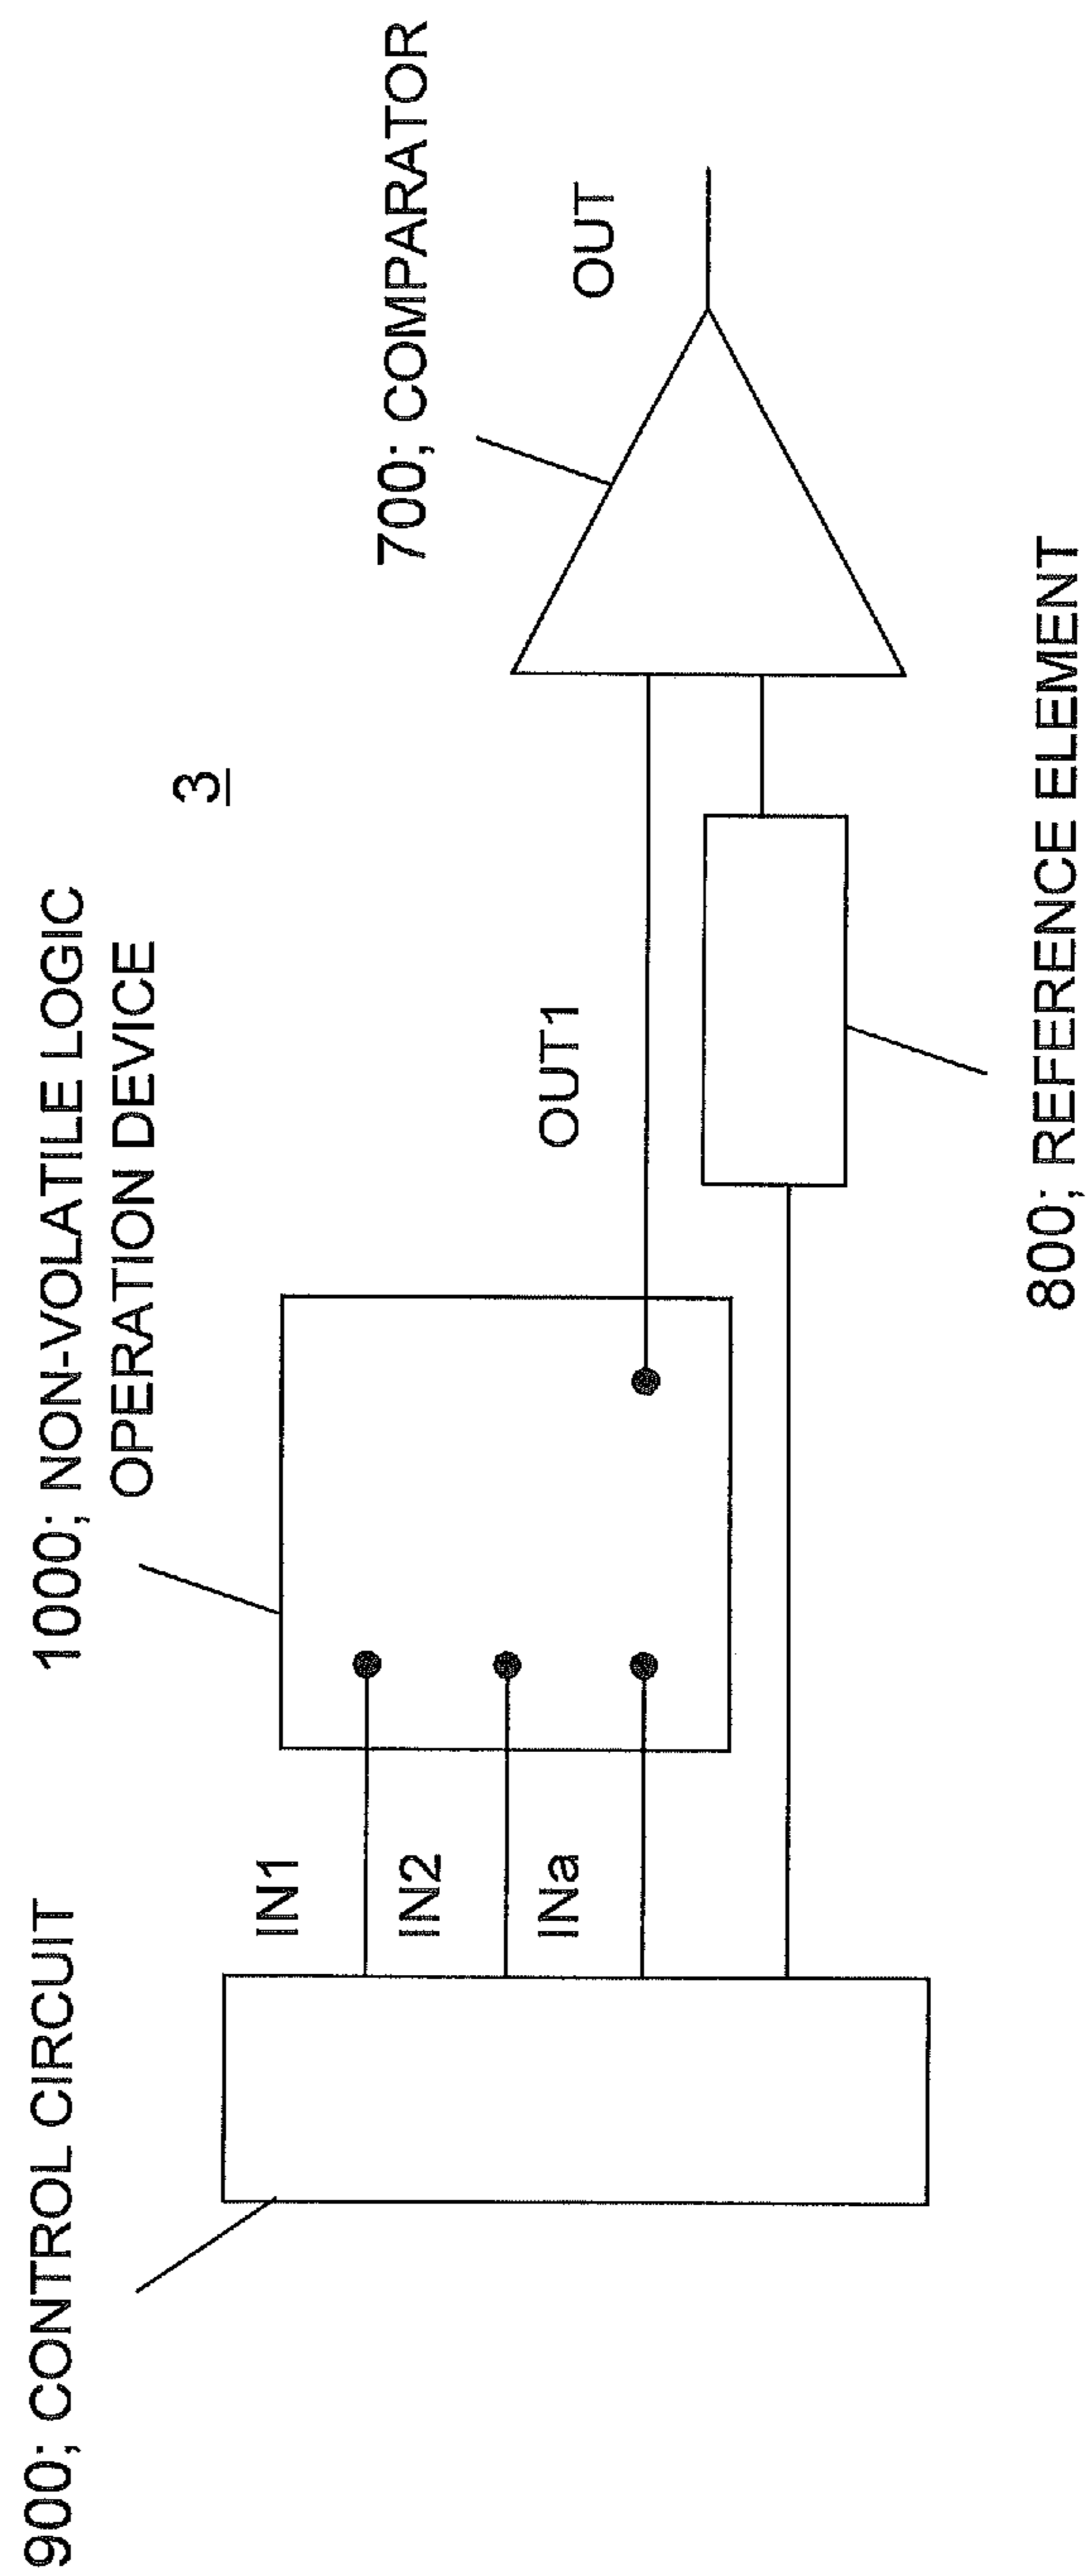 3
1000; NON-VOLATILE LOGIC
OPERATION DEVICE
900; CONTROL CIRCUIT
700; COMPARATOR
IN1
IN2
INa
OUT1
OUT
800; REFERENCE ELEMENT